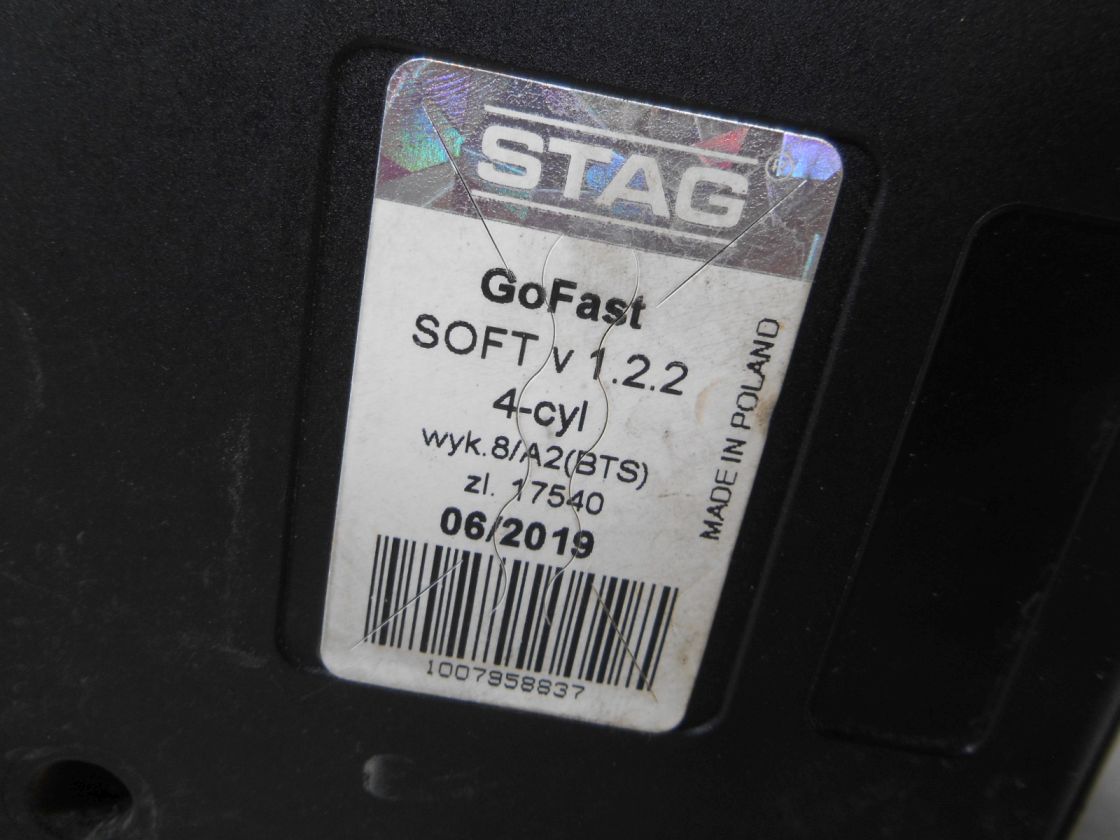 STAG®
GoFast
SOFT v 1.2.2
4-cyl
wyk.8/A2(BTS)
zl. 17540
06/2019
1007958837
MADE IN POLAND